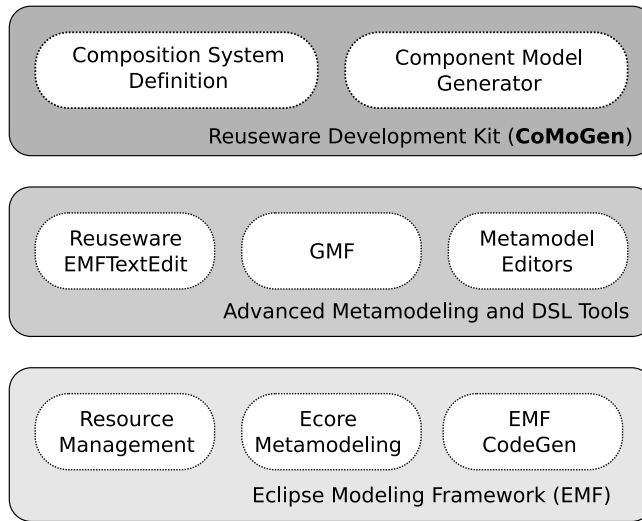 Composition System
Definition
Component Model
Generator
Reuseware Development Kit (CoMoGen)
Reuseware
EMFTextEdit
GMF
Metamodel
Editors
Advanced Metamodeling and DSL Tools
Resource
Management
Ecore
Metamodeling
EMF
CodeGen
Eclipse Modeling Framework (EMF)